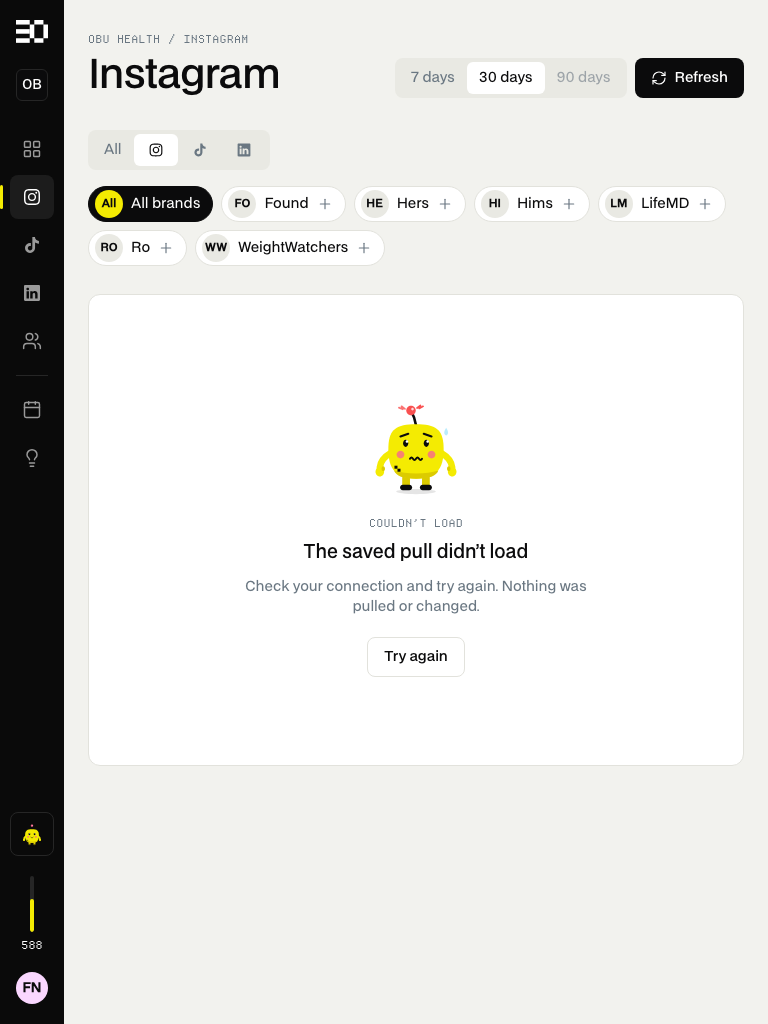 OB
OBU HEALTH / INSTAGRAM
Instagram
7 days 30 days 90 days Refresh
All
All All brands FO Found HE Hers HI Hims LM LifeMD
RO Ro WW WeightWatchers
COULDN’T LOAD
The saved pull didn’t load
Check your connection and try again. Nothing was
pulled or changed.
Try again
588
FN